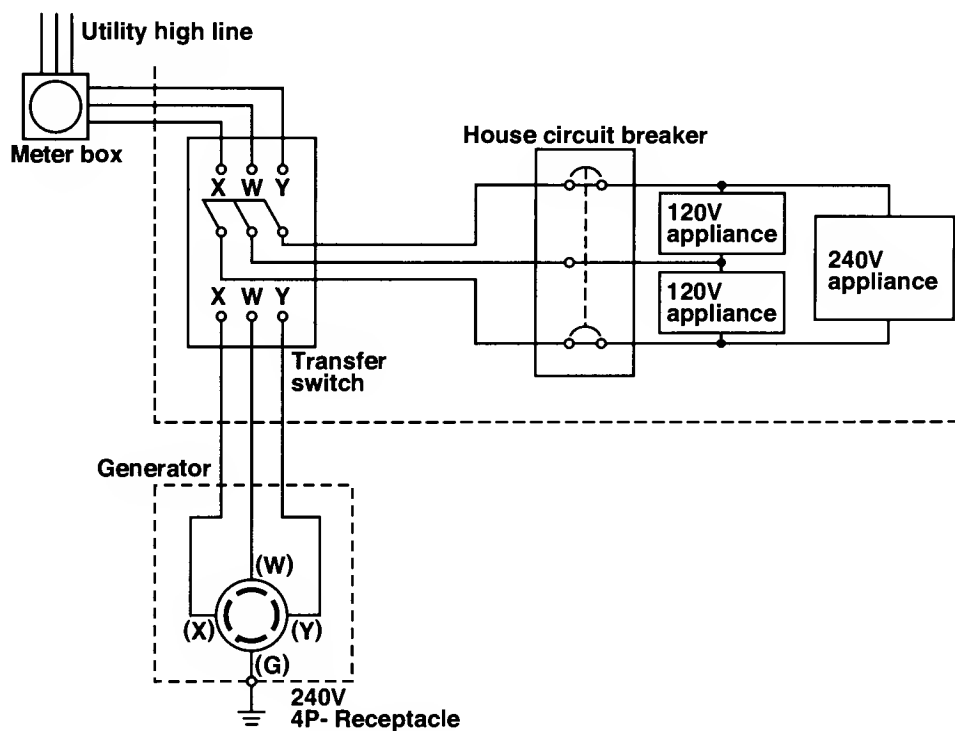 Utility high line
Meter box
House circuit breaker
X W Y
120V
appliance
240V
appliance
120V
appliance
X W Y
Transfer
switch
Generator
(W)
(X) (Y)
(G)
240V
4P- Receptacle